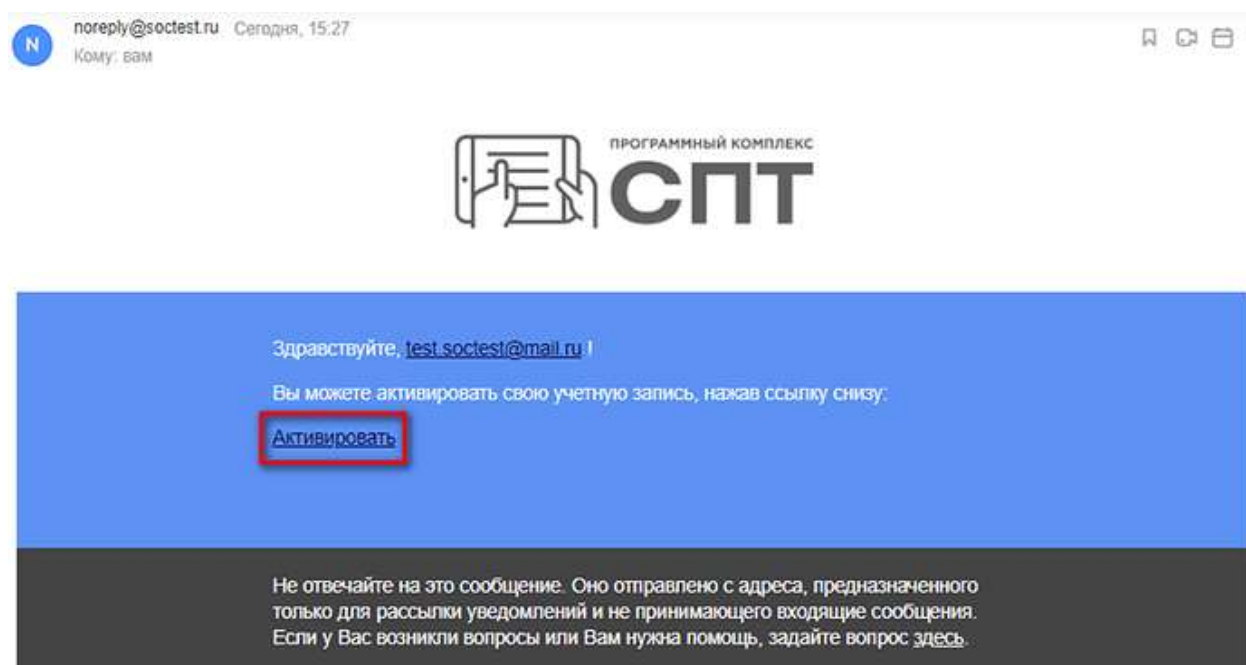 N
noreply@soctest.ru Сегодня, 15:27
Кому: вам
ПРОГРАММНЫЙ КОМПЛЕКС
СПТ
Здравствуйте, test.soctest@mail.ru !
Вы можете активировать свою учетную запись, нажав ссылку снизу:
Активировать
Не отвечайте на это сообщение. Оно отправлено с адреса, предназначенного
только для рассылки уведомлений и не принимающего входящие сообщения.
Если у Вас возникли вопросы или Вам нужна помощь, задайте вопрос здесь.